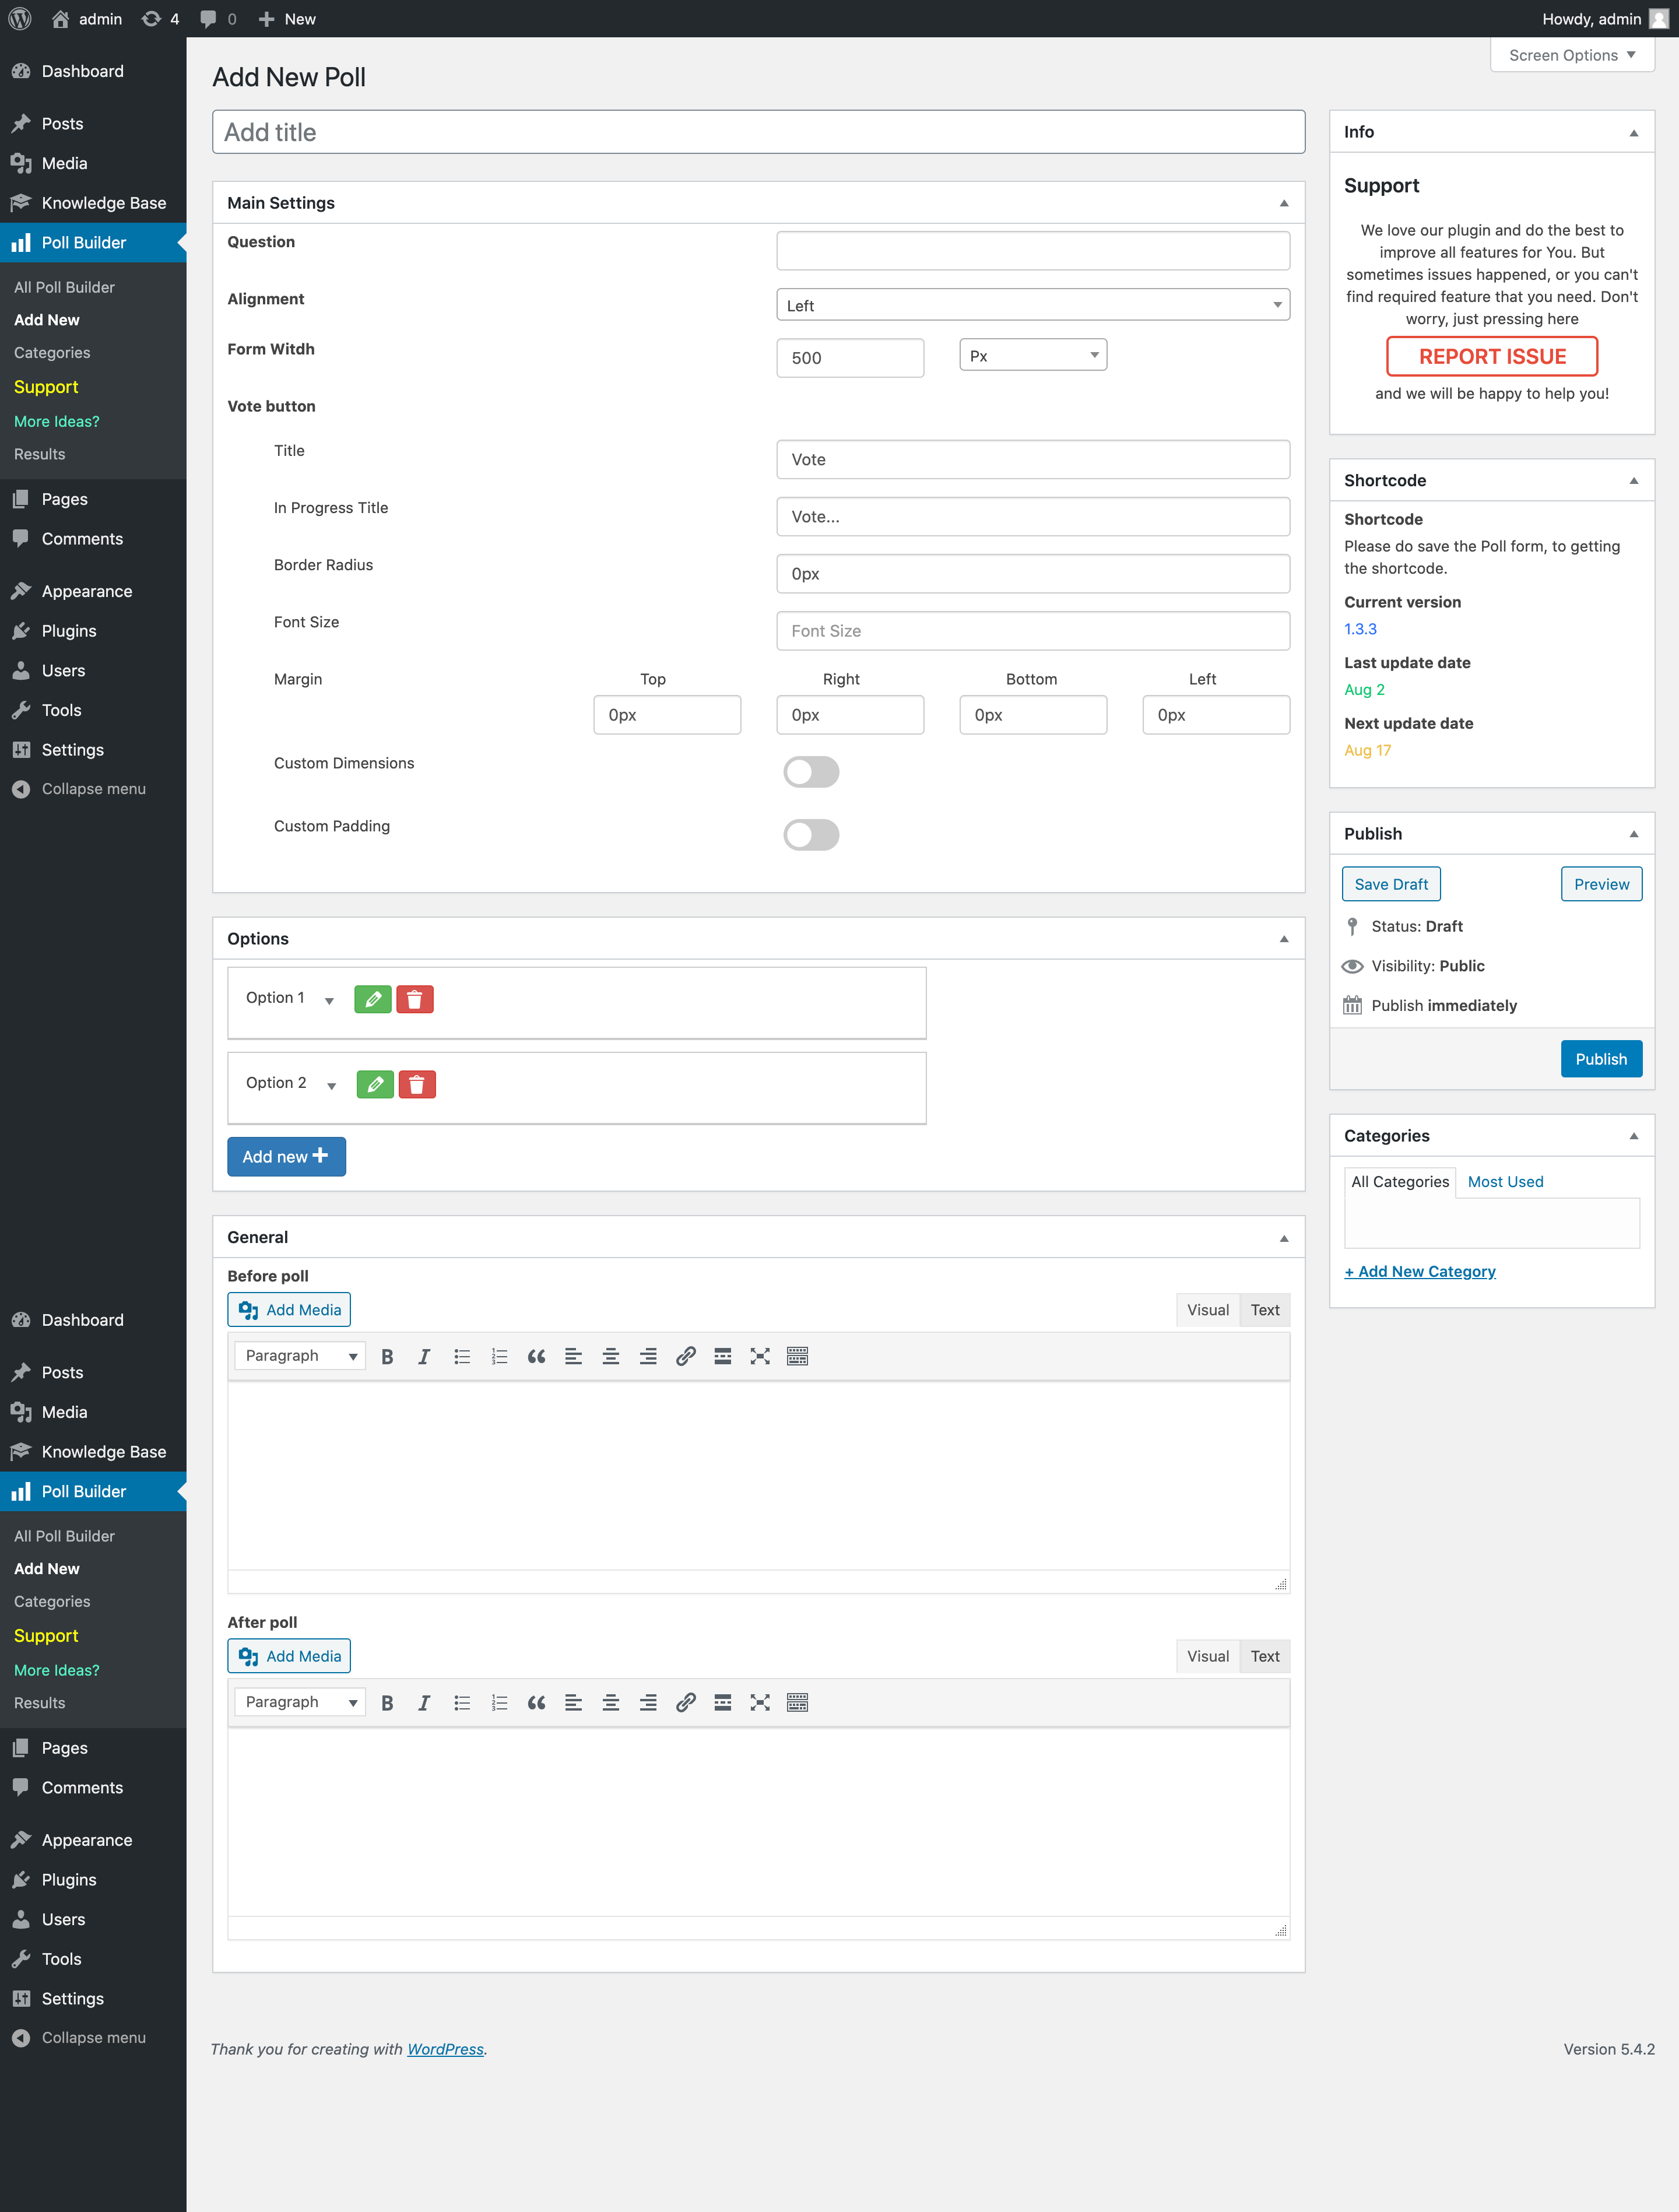 admin 4 0 New Howdy, admin
Screen Options
Dashboard
Posts
Media
Knowledge Base
Poll Builder
All Poll Builder
Add New
Categories
Support
More Ideas?
Results
Pages
Comments
Appearance
Plugins
Users
Tools
Settings
Collapse menu
Dashboard
Posts
Media
Knowledge Base
Poll Builder
All Poll Builder
Add New
Categories
Support
More Ideas?
Results
Pages
Comments
Appearance
Plugins
Users
Tools
Settings
Collapse menu
Add New Poll
Add title
Main Settings
Question
Alignment Left
Form Witdh 500 Px
Vote button
Title Vote
In Progress Title Vote...
Border Radius 0px
Font Size Font Size
Margin Top Right Bottom Left
0px 0px 0px 0px
Custom Dimensions
Custom Padding
Options
Option 1
Option 2
Add new
General
Before poll
Add Media Visual Text
Paragraph
After poll
Add Media Visual Text
Paragraph
Info
Support
We love our plugin and do the best to
improve all features for You. But
sometimes issues happened, or you can't
find required feature that you need. Don't
worry, just pressing here
REPORT ISSUE
and we will be happy to help you!
Shortcode
Shortcode
Please do save the Poll form, to getting
the shortcode.
Current version
1.3.3
Last update date
Aug 2
Next update date
Aug 17
Publish
Save Draft Preview
Status: Draft
Visibility: Public
Publish immediately
Publish
Categories
All Categories Most Used
+ Add New Category
Thank you for creating with WordPress. Version 5.4.2